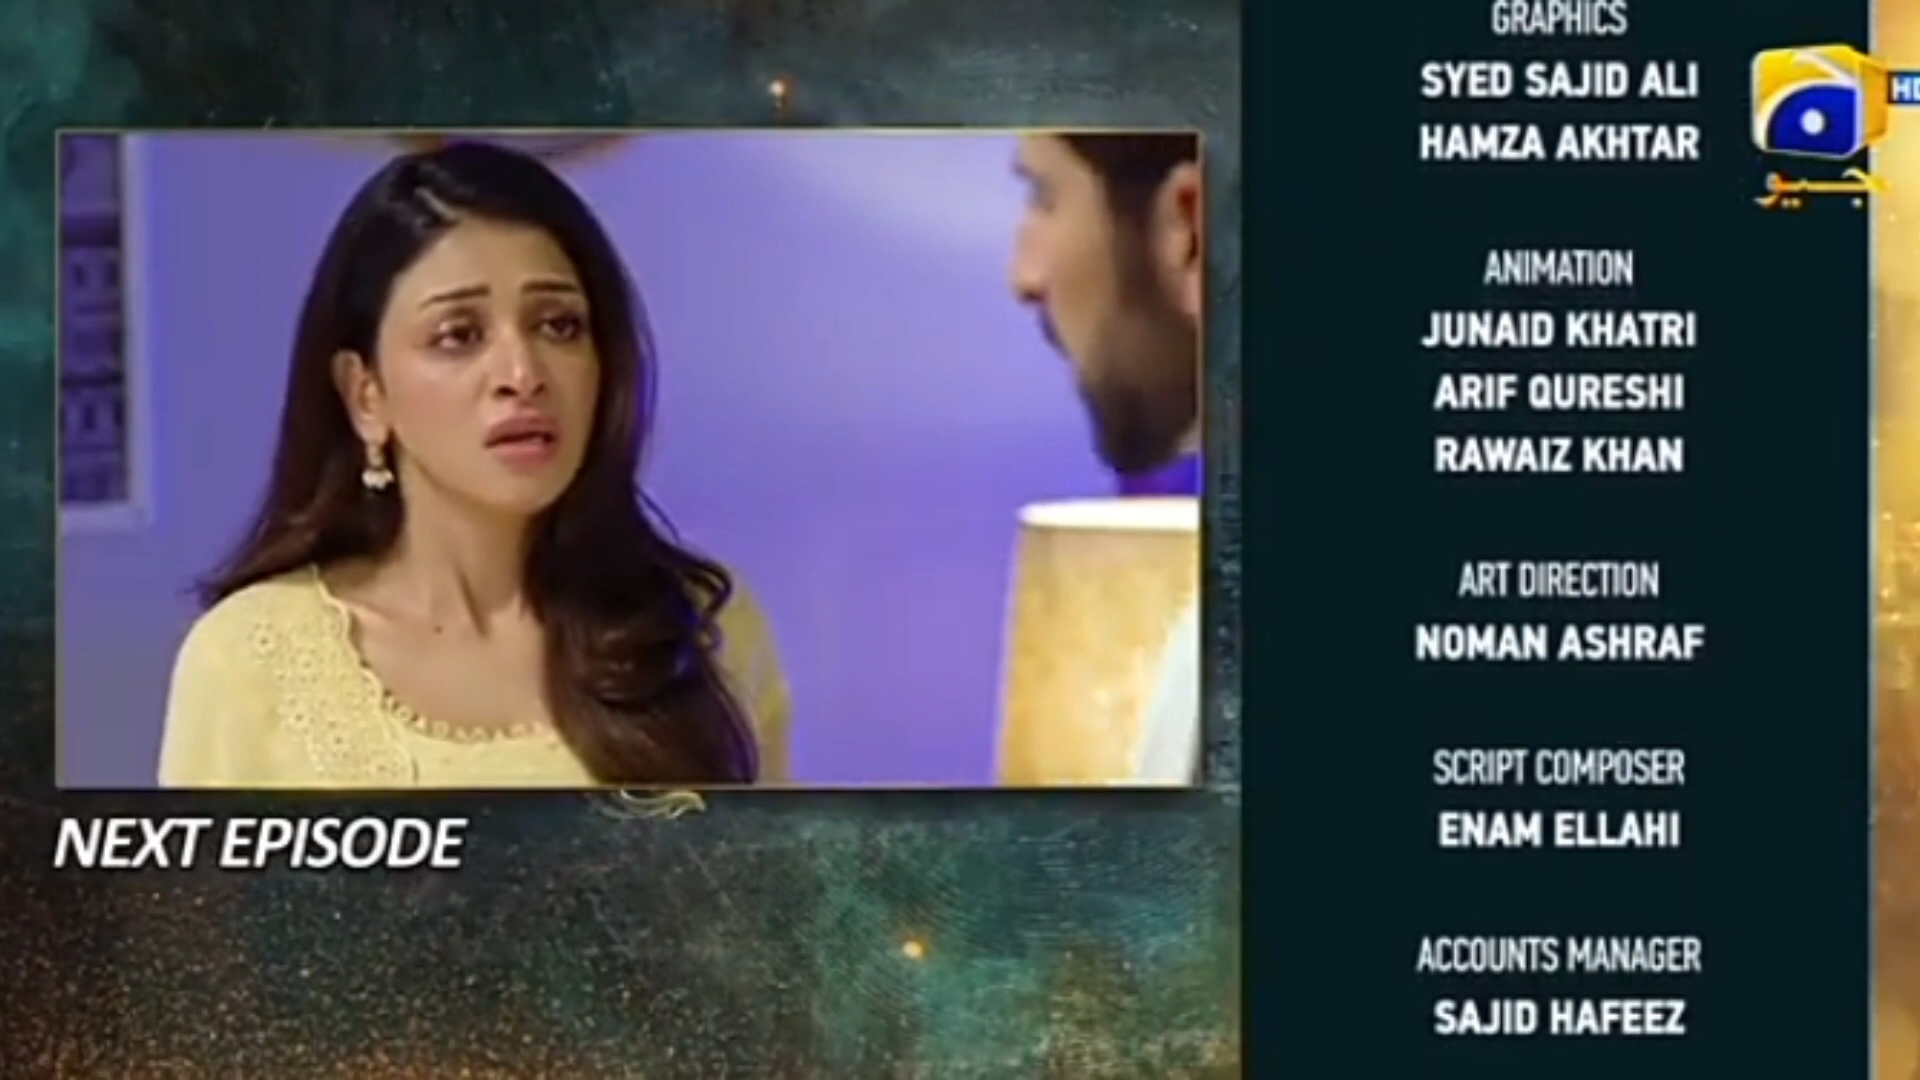 GRAPHICS
SYED SAJID ALI
HAMZA AKHTAR
HD
جیو
ANIMATION
JUNAID KHATRI
ARIF QURESHI
RAWAIZ KHAN
ART DIRECTION
NOMAN ASHRAF
SCRIPT COMPOSER
ENAM ELLAHI
NEXT EPISODE
ACCOUNTS MANAGER
SAJID HAFEEZ